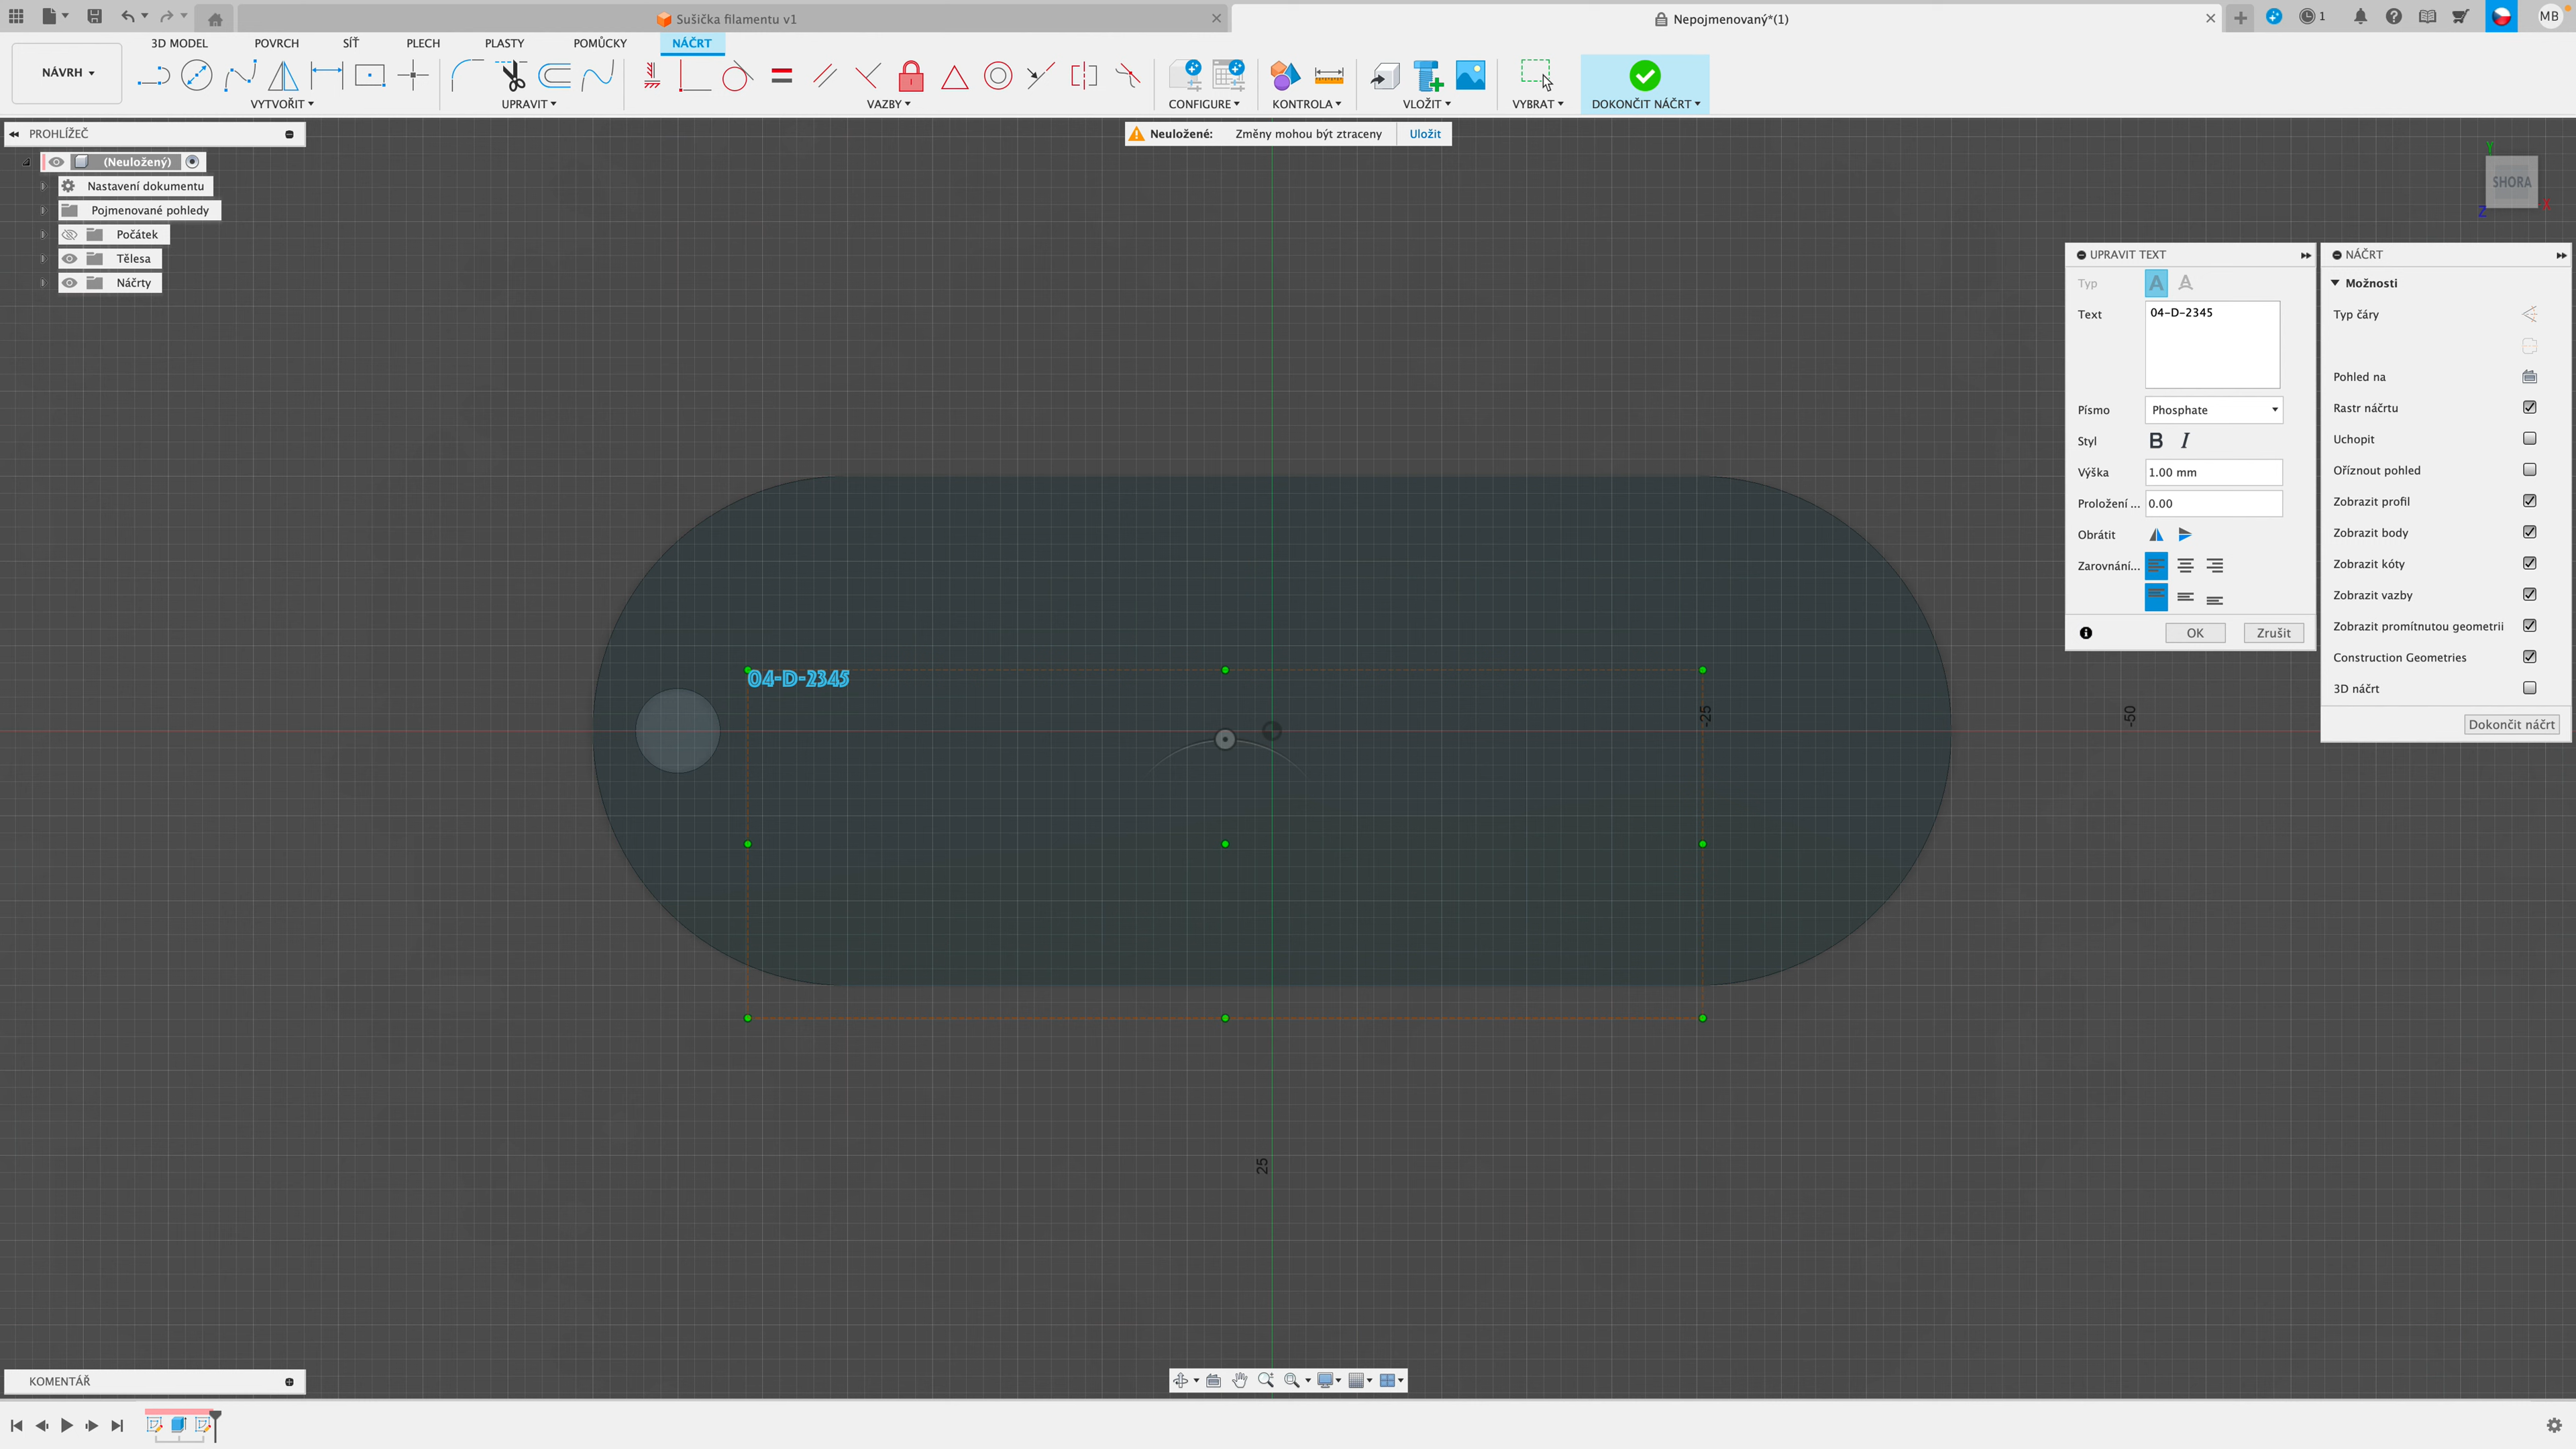 Sušička filamentu v1
Nepojmenovaný*(1)
1
MB
NÁVRH
3D MODEL
POVRCH
SÍŤ
PLECH
PLASTY
POMŮCKY
NÁČRT
VYTVOŘIT
UPRAVIT
VAZBY
CONFIGURE
KONTROLA
VLOŽIT
VYBRAT
DOKONČIT NÁČRT
PROHLÍŽEČ
Neuložené:
Změny mohou být ztraceny
Uložit
(Neuložený)
Nastavení dokumentu
Pojmenované pohledy
Počátek
Tělesa
Náčrty
Y
SHORA
Z
X
UPRAVIT TEXT
Typ
A A
Text
04-D-2345
Písmo
Phosphate
Styl
B I
Výška
1.00 mm
Proložení ...
0.00
Obrátit
Zarovnání...
OK
Zrušit
NÁČRT
Možnosti
Typ čáry
Pohled na
Rastr náčrtu
Uchopit
Oříznout pohled
Zobrazit profil
Zobrazit body
Zobrazit kóty
Zobrazit vazby
Zobrazit promítnutou geometrii
Construction Geometries
3D náčrt
Dokončit náčrt
04-D-2345
-25
-50
25
KOMENTÁŘ